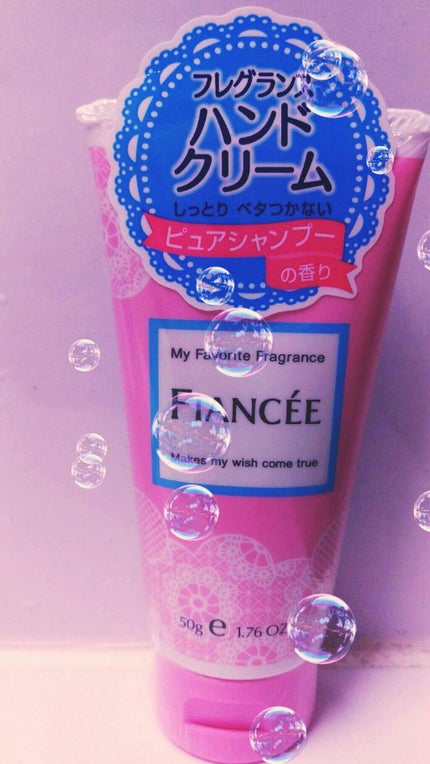 フレグランス
ハンド
クリーム
しっとり ベタつかない
ピュアシャンプー
の香り
My Favorite Fragrance
FIANCÉE
Makes my wish come true
50g e 1.76 OZ